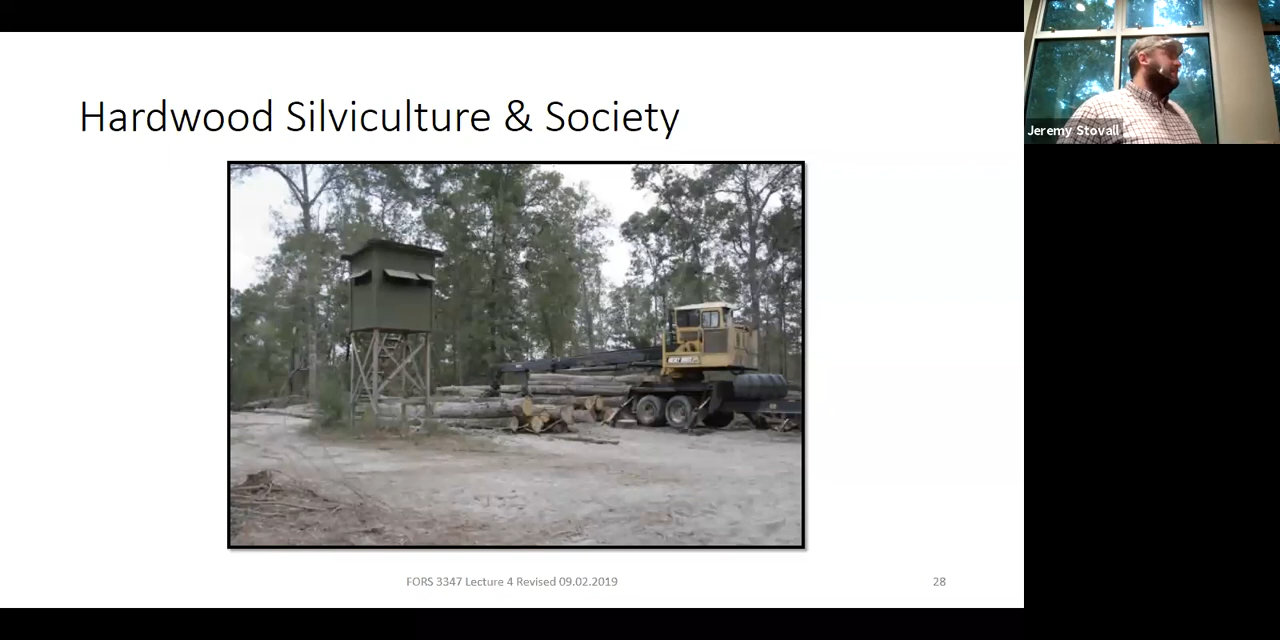 Hardwood Silviculture & Society
Jeremy Stovall
FORS 3347 Lecture 4 Revised 09.02.2019
28